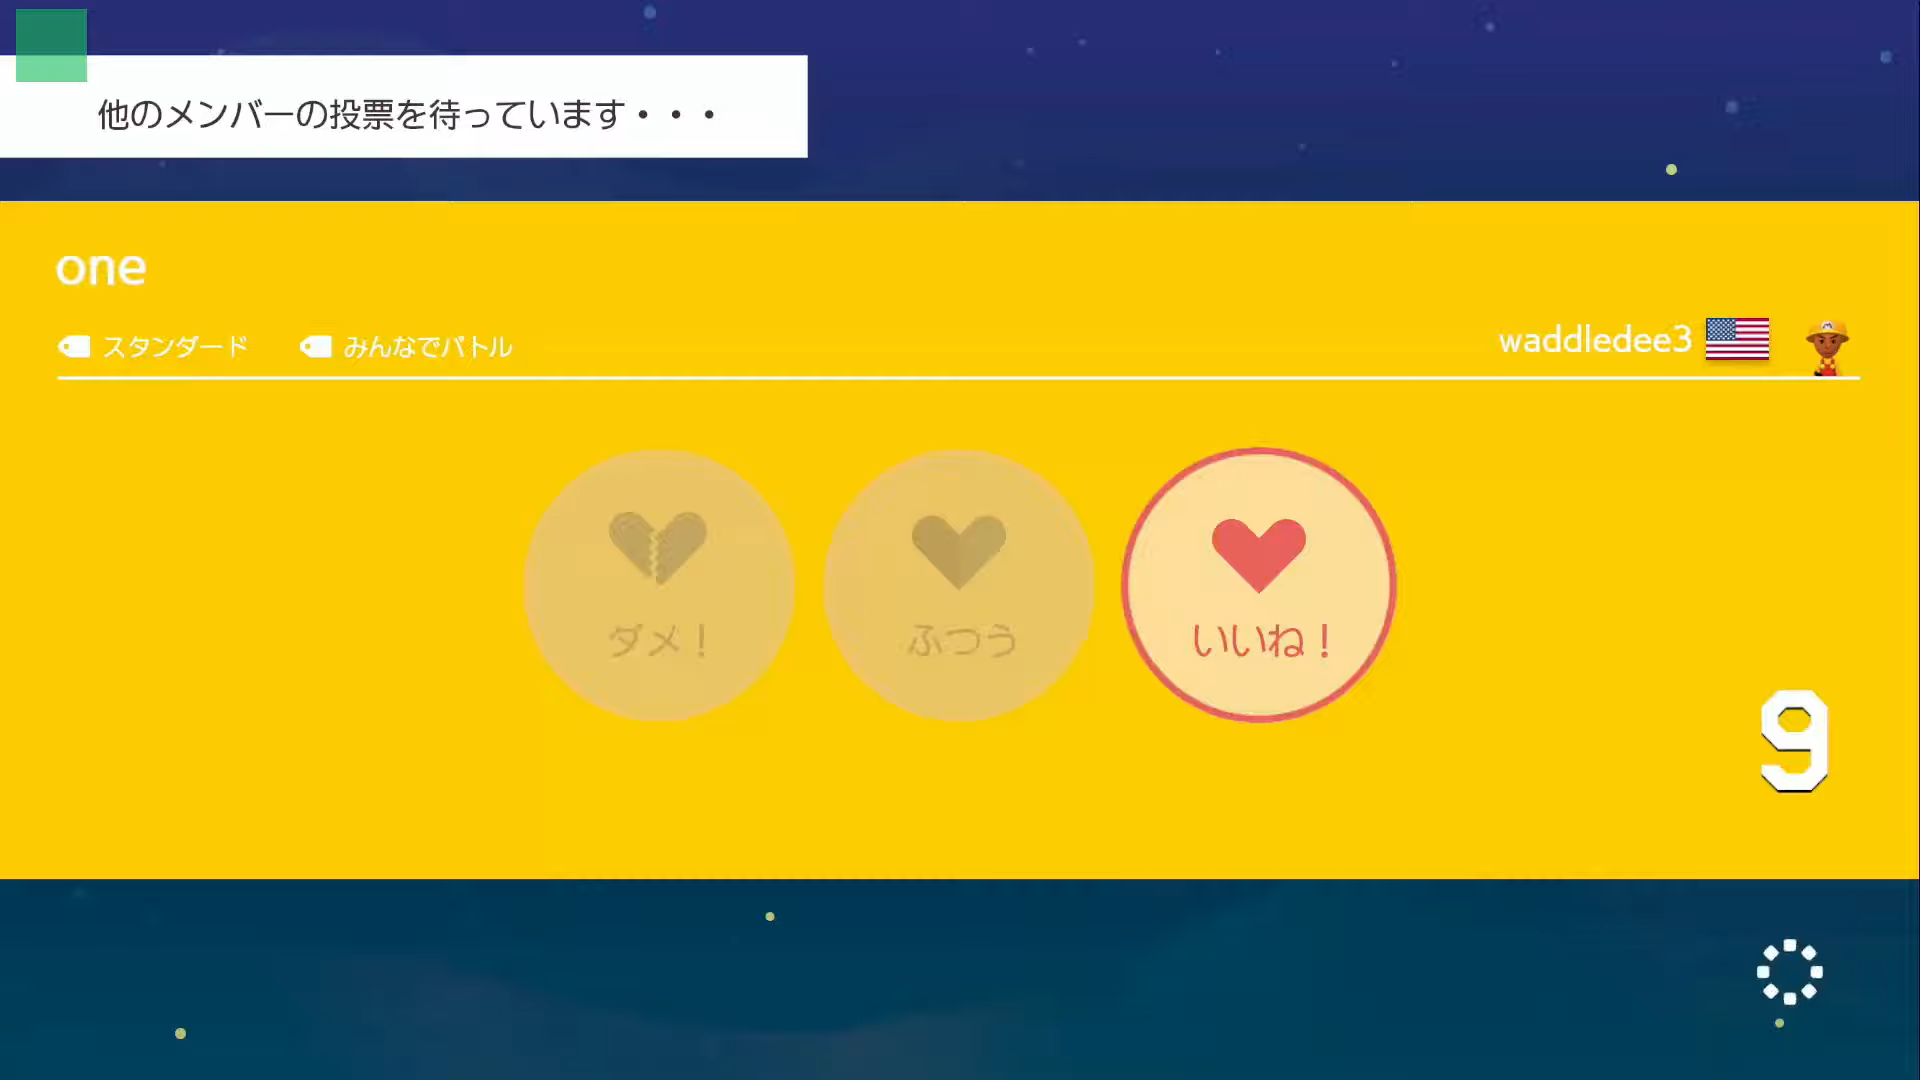 他のメンバーの投票を待っています・・・
one
スタンダード みんなでバトル
waddledee3
ダメ！ ふつう いいね！
9